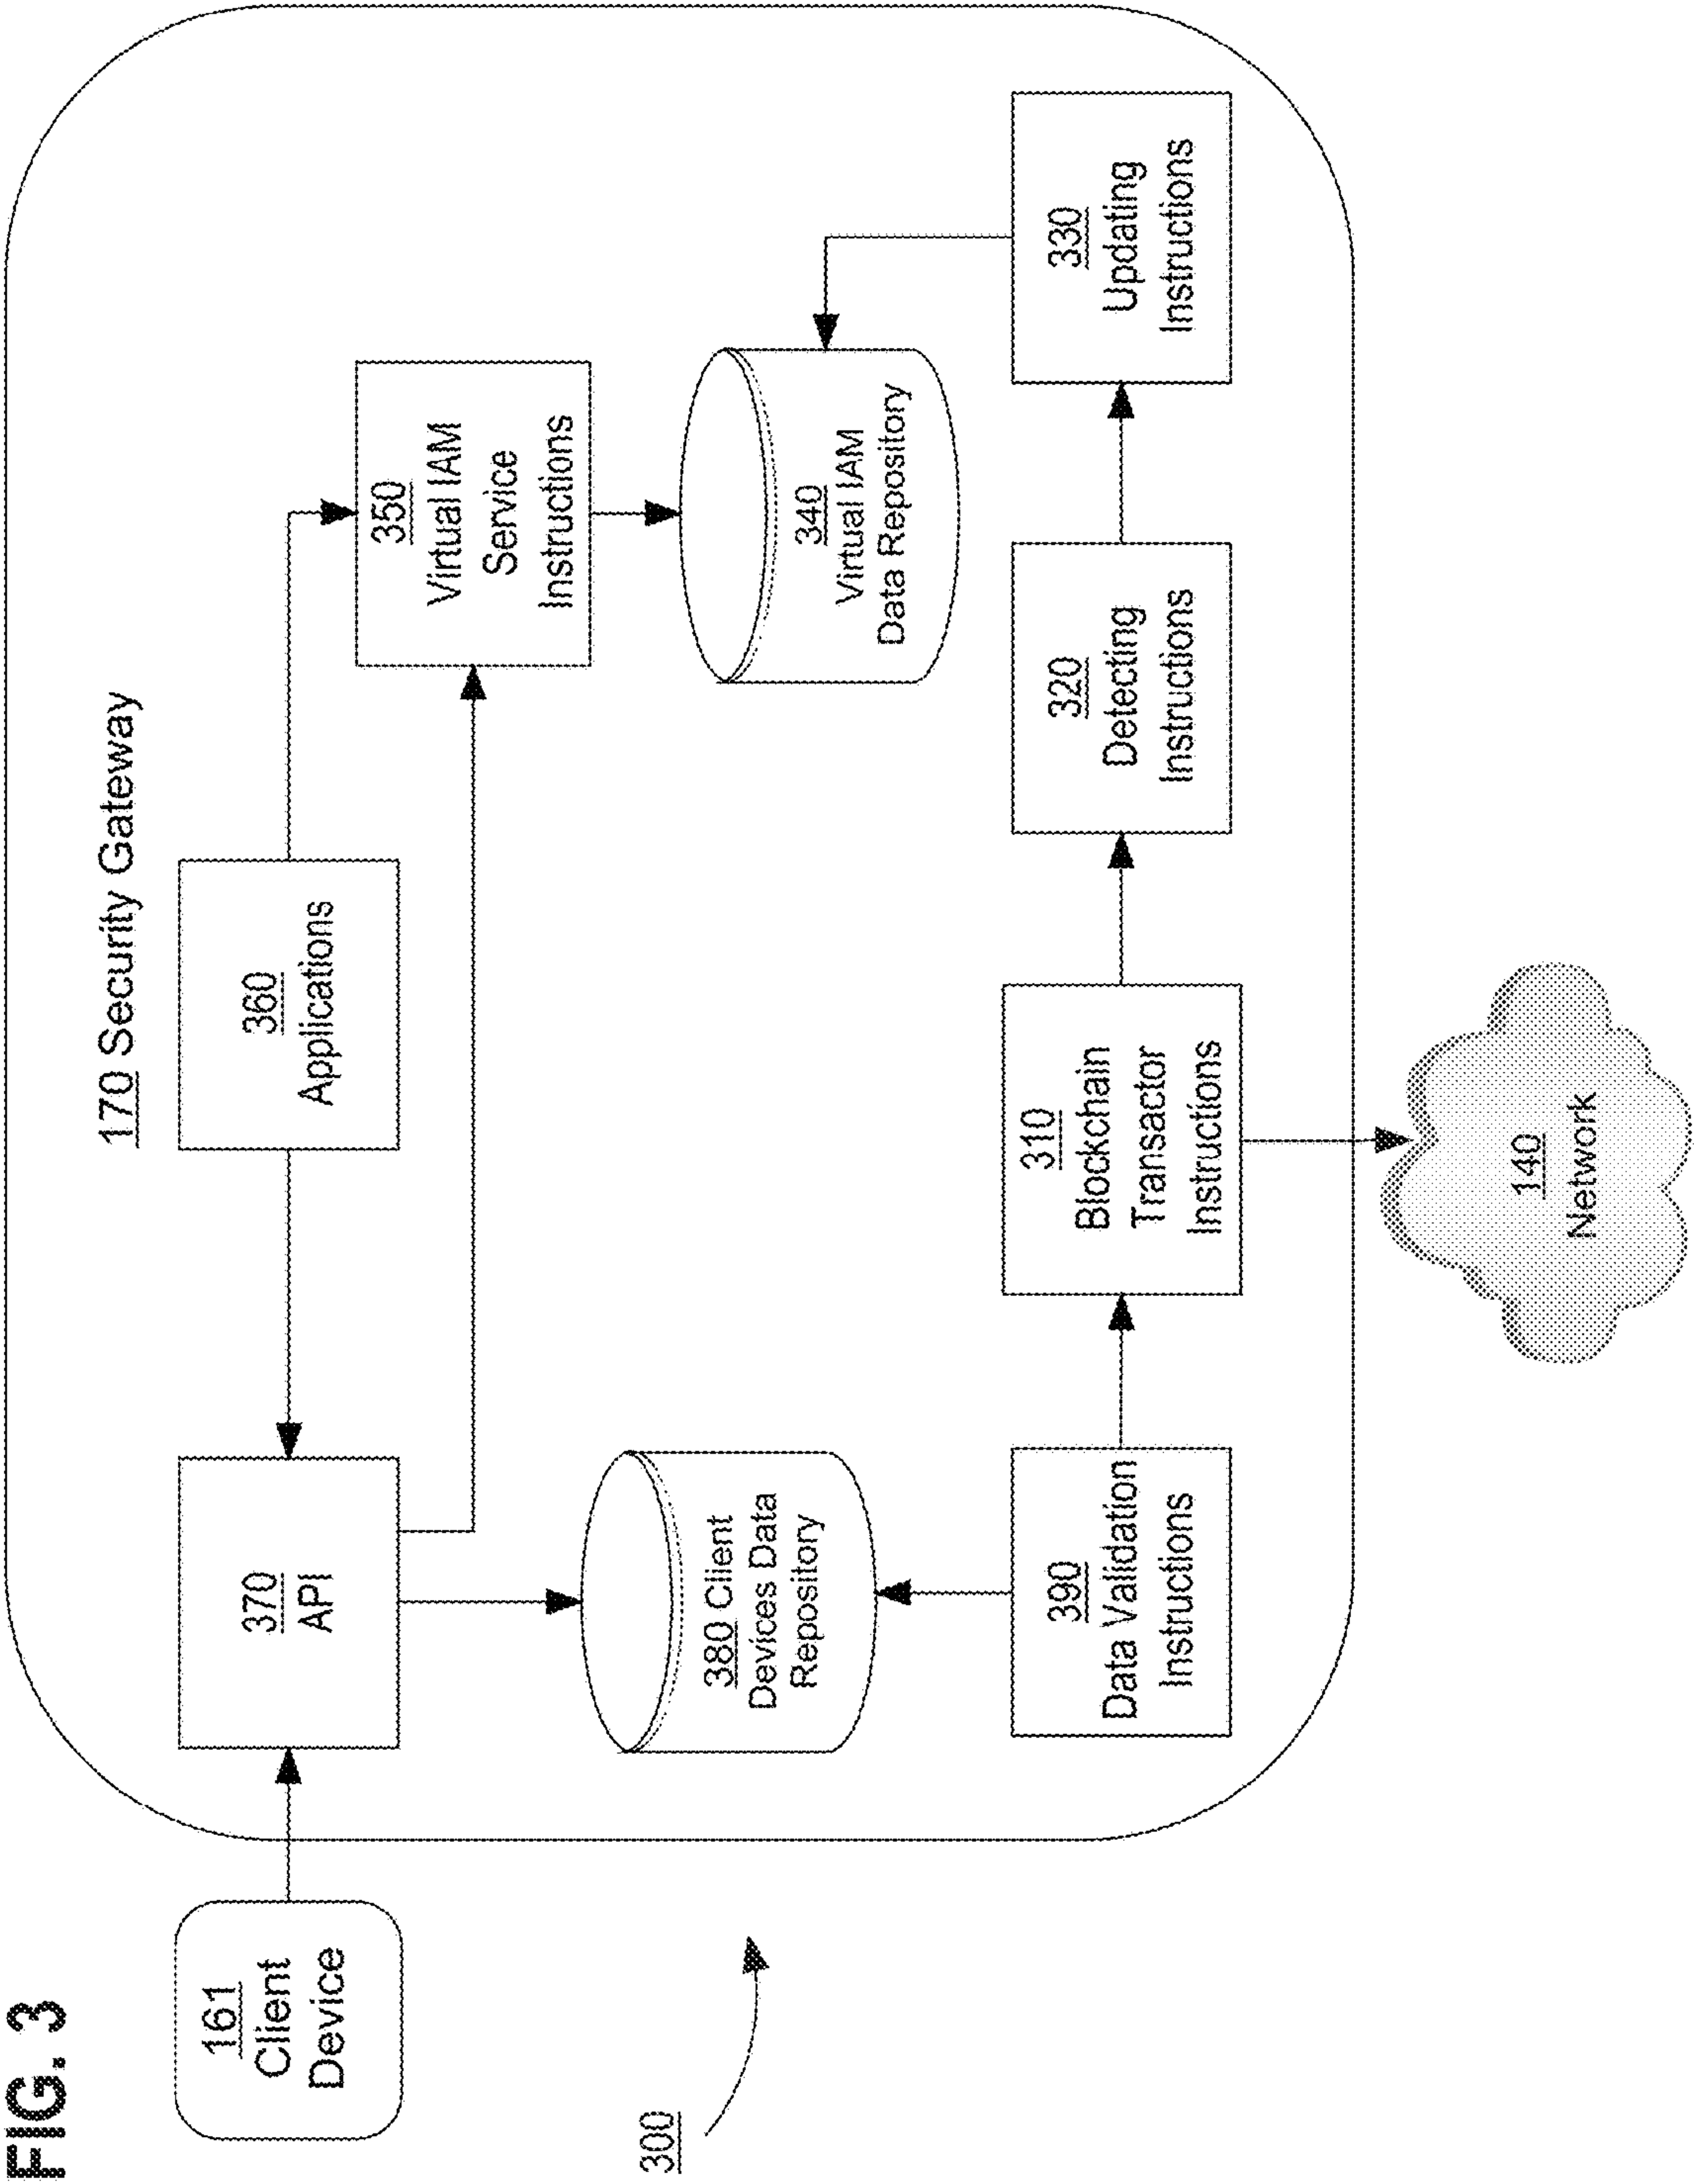 FIG. 3
170 Security Gateway
161
Client
Device
370
API
360
Applications
350
Virtual IAM
Service
Instructions
380 Client
Devices Data
Repository
340
Virtual IAM
Data Repository
300
390
Data Validation
Instructions
310
Blockchain
Transactor
Instructions
320
Detecting
Instructions
330
Updating
Instructions
140
Network